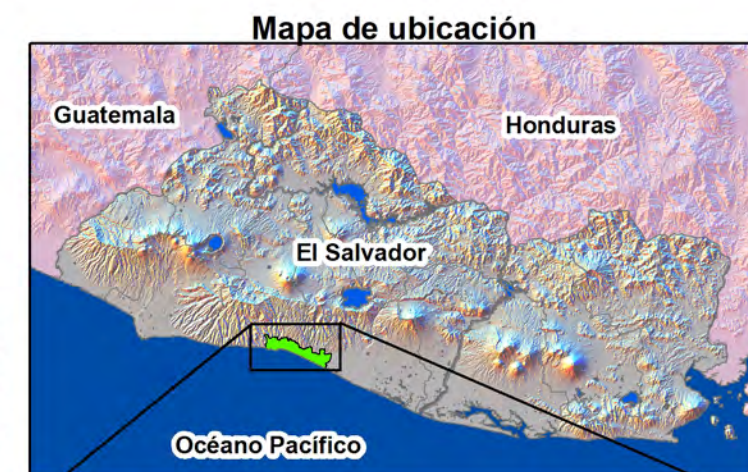 Mapa de ubicación
Guatemala
Honduras
El Salvador
Océano Pacífico